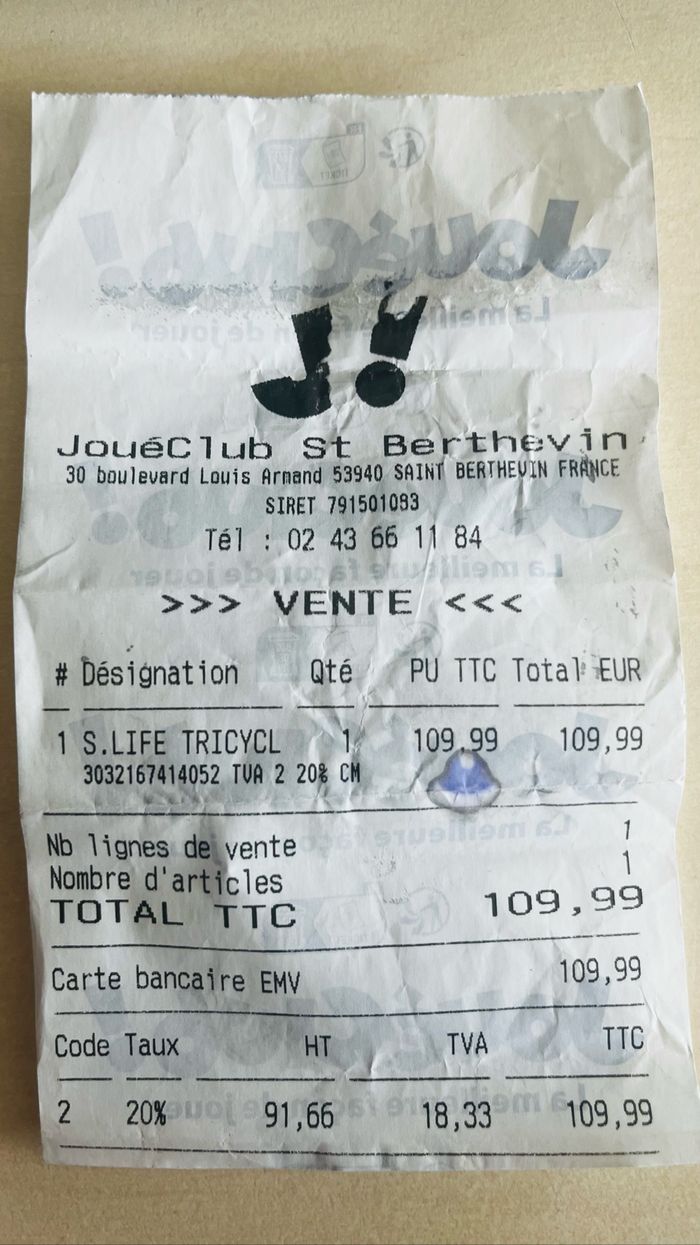 J!
JouéClub St Berthevin
30 boulevard Louis Armand 53940 SAINT BERTHEVIN FRANCE
SIRET 791501093
Tél : 02 43 66 11 84
>>> VENTE <<<
# Désignation Qté PU TTC Total EUR
1 S.LIFE TRICYCL 1 109,99 109,99
3032167414052 TVA 2 20% CM
Nb lignes de vente 1
Nombre d'articles 1
TOTAL TTC 109,99
Carte bancaire EMV 109,99
Code Taux HT TVA TTC
2 20% 91,66 18,33 109,99